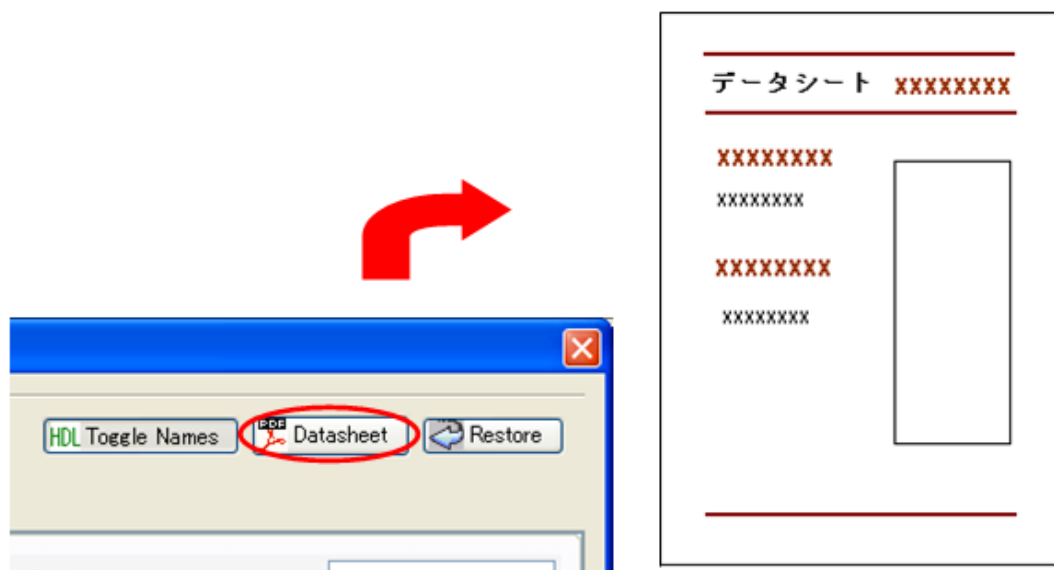 データシート XXXXXXXX
XXXXXXXX
XXXXXXXX
XXXXXXXX
XXXXXXXX
HDL Toggle Names
PDF Datasheet
Restore